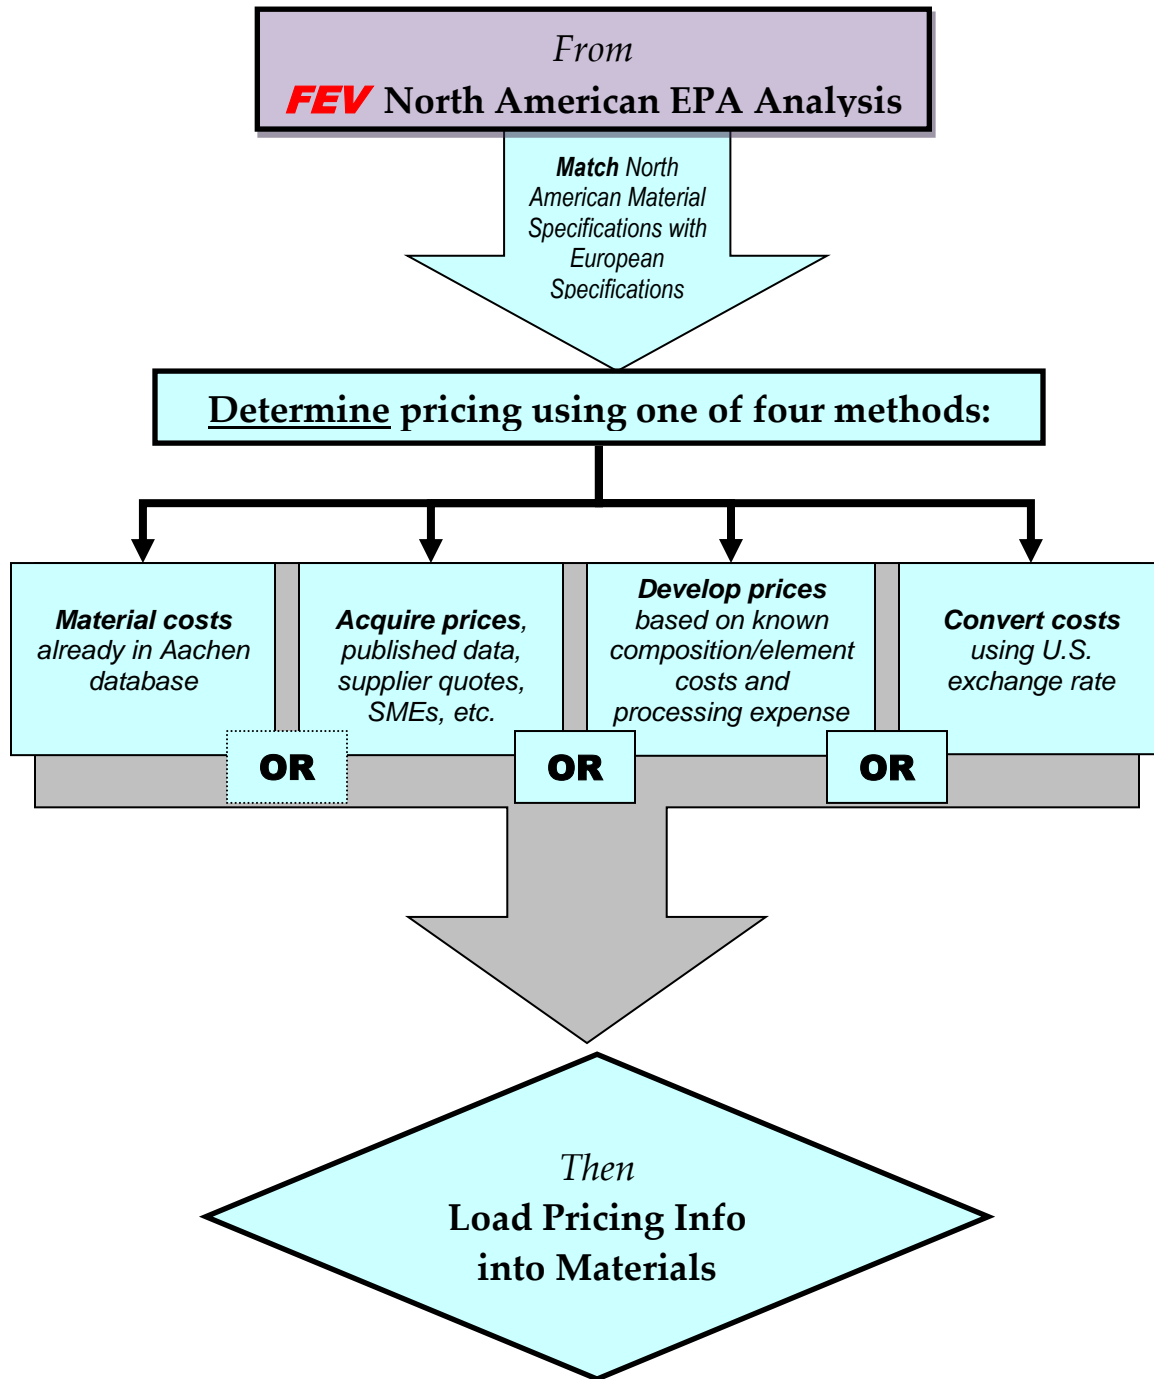 From
FEV North American EPA Analysis
Match North
American Material
Specifications with
European
Specifications
Determine pricing using one of four methods:
Material costs
already in Aachen
database
Acquire prices,
published data,
supplier quotes,
SMEs, etc.
Develop prices
based on known
composition/element
costs and
processing expense
Convert costs
using U.S.
exchange rate
OR
OR
OR
Then
Load Pricing Info
into Materials